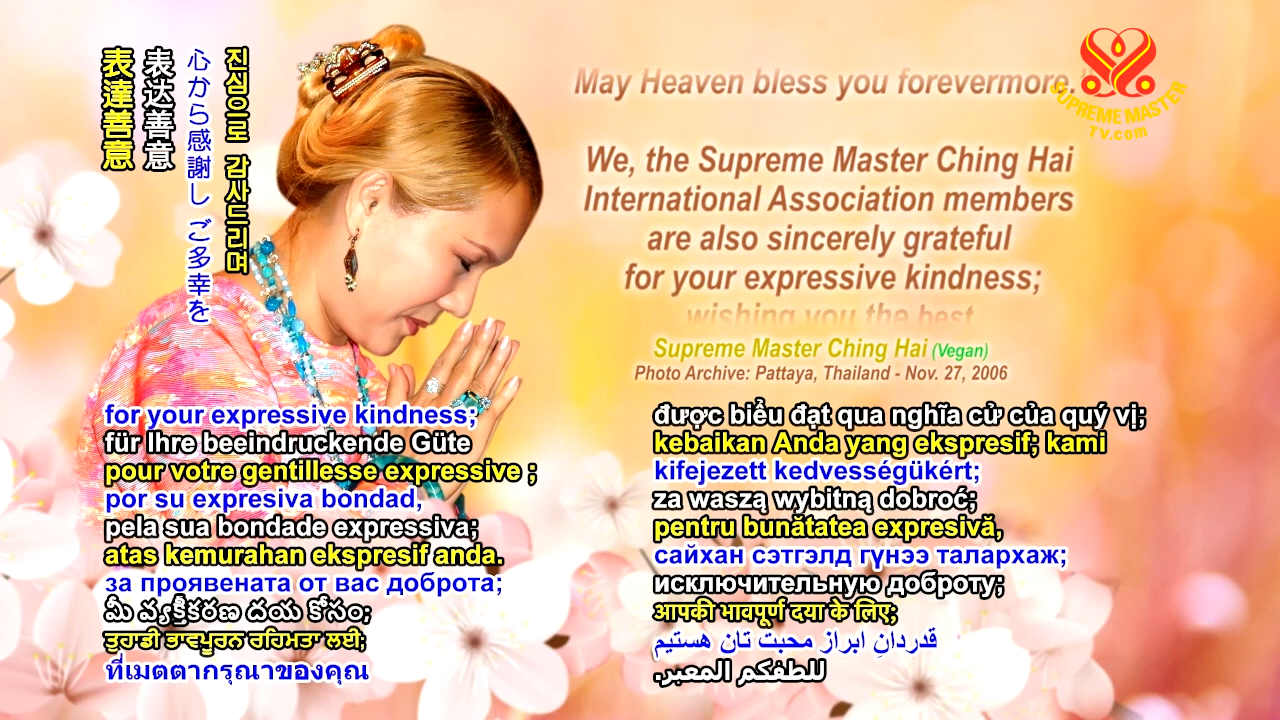 表達善意
表达善意
心から感謝し ご多幸を
진심으로 감사드리며
May Heaven bless you forevermore.
SUPREME MASTER
TV.com
We, the Supreme Master Ching Hai
International Association members
are also sincerely grateful
for your expressive kindness;
wishing you the best
Supreme Master Ching Hai (Vegan)
Photo Archive: Pattaya, Thailand - Nov. 27, 2006
for your expressive kindness;
für Ihre beeindruckende Güte
pour votre gentillesse expressive ;
por su expresiva bondad,
pela sua bondade expressiva;
atas kemurahan ekspresif anda.
за проявената от вас доброта;
మీ వ్యక్తీకరణ దయ కోసం;
ਤੁਹਾਡੀ ਭਾਵਪੂਰਨ ਰਹਿਮਤਾ ਲਈ;
ที่เมตตากรุณาของคุณ
được biểu đạt qua nghĩa cử của quý vị;
kebaikan Anda yang ekspresif; kami
kifejezett kedvességükért;
za waszą wybitną dobroć;
pentru bunătatea expresivă,
сайхан сэтгэлд гүнээ талархаж;
исключительную доброту;
आपकी भावपूर्ण दया के लिए;
قدردانِ ابراز محبت تان هستیم
للطفكم المعبر.